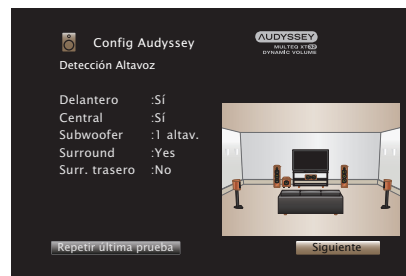 Config Audyssey
AUDYSSEY
MULTEQ XT32
DYNAMIC VOLUME
Detección Altavoz
Delantero :Sí
Central :Sí
Subwoofer :1 altav.
Surround :Yes
Surr. trasero :No
Repetir última prueba
Siguiente